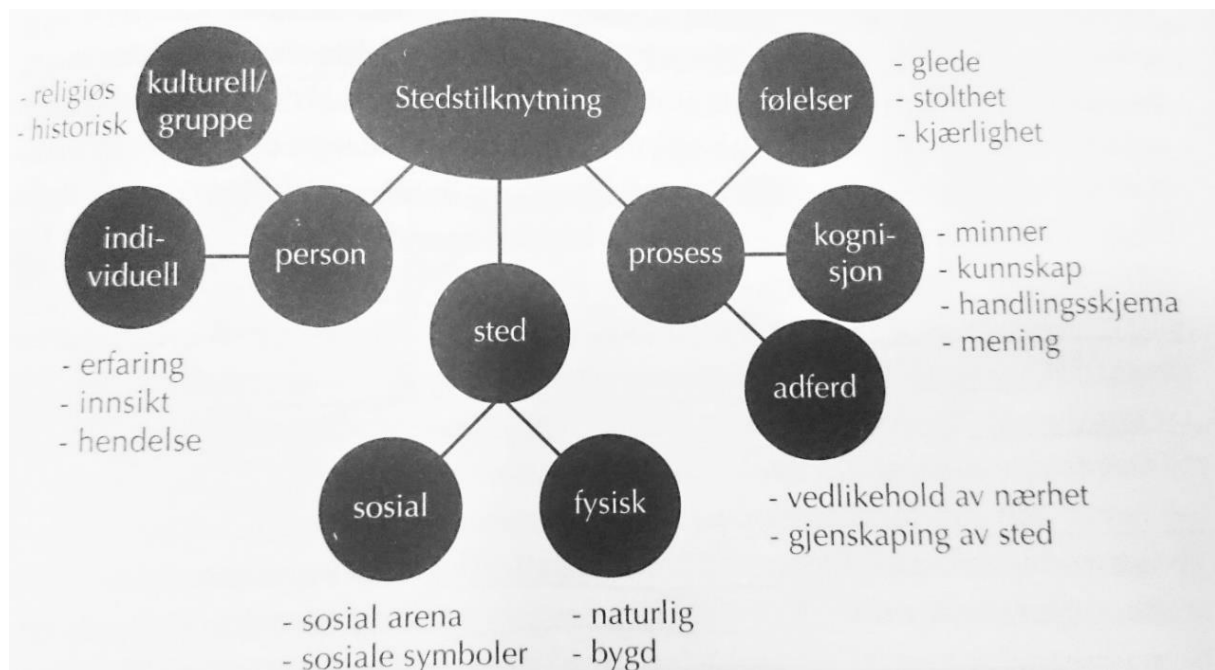 Stedstilknytning
kulturell/
gruppe
- religiøs
- historisk
person
indi-
viduell
- erfaring
- innsikt
- hendelse
sted
sosial
- sosial arena
- sosiale symboler
fysisk
- naturlig
- bygd
prosess
følelser
- glede
- stolthet
- kjærlighet
kogni-
sjon
- minner
- kunnskap
- handlingsskjema
- mening
adferd
- vedlikehold av nærhet
- gjenskaping av sted